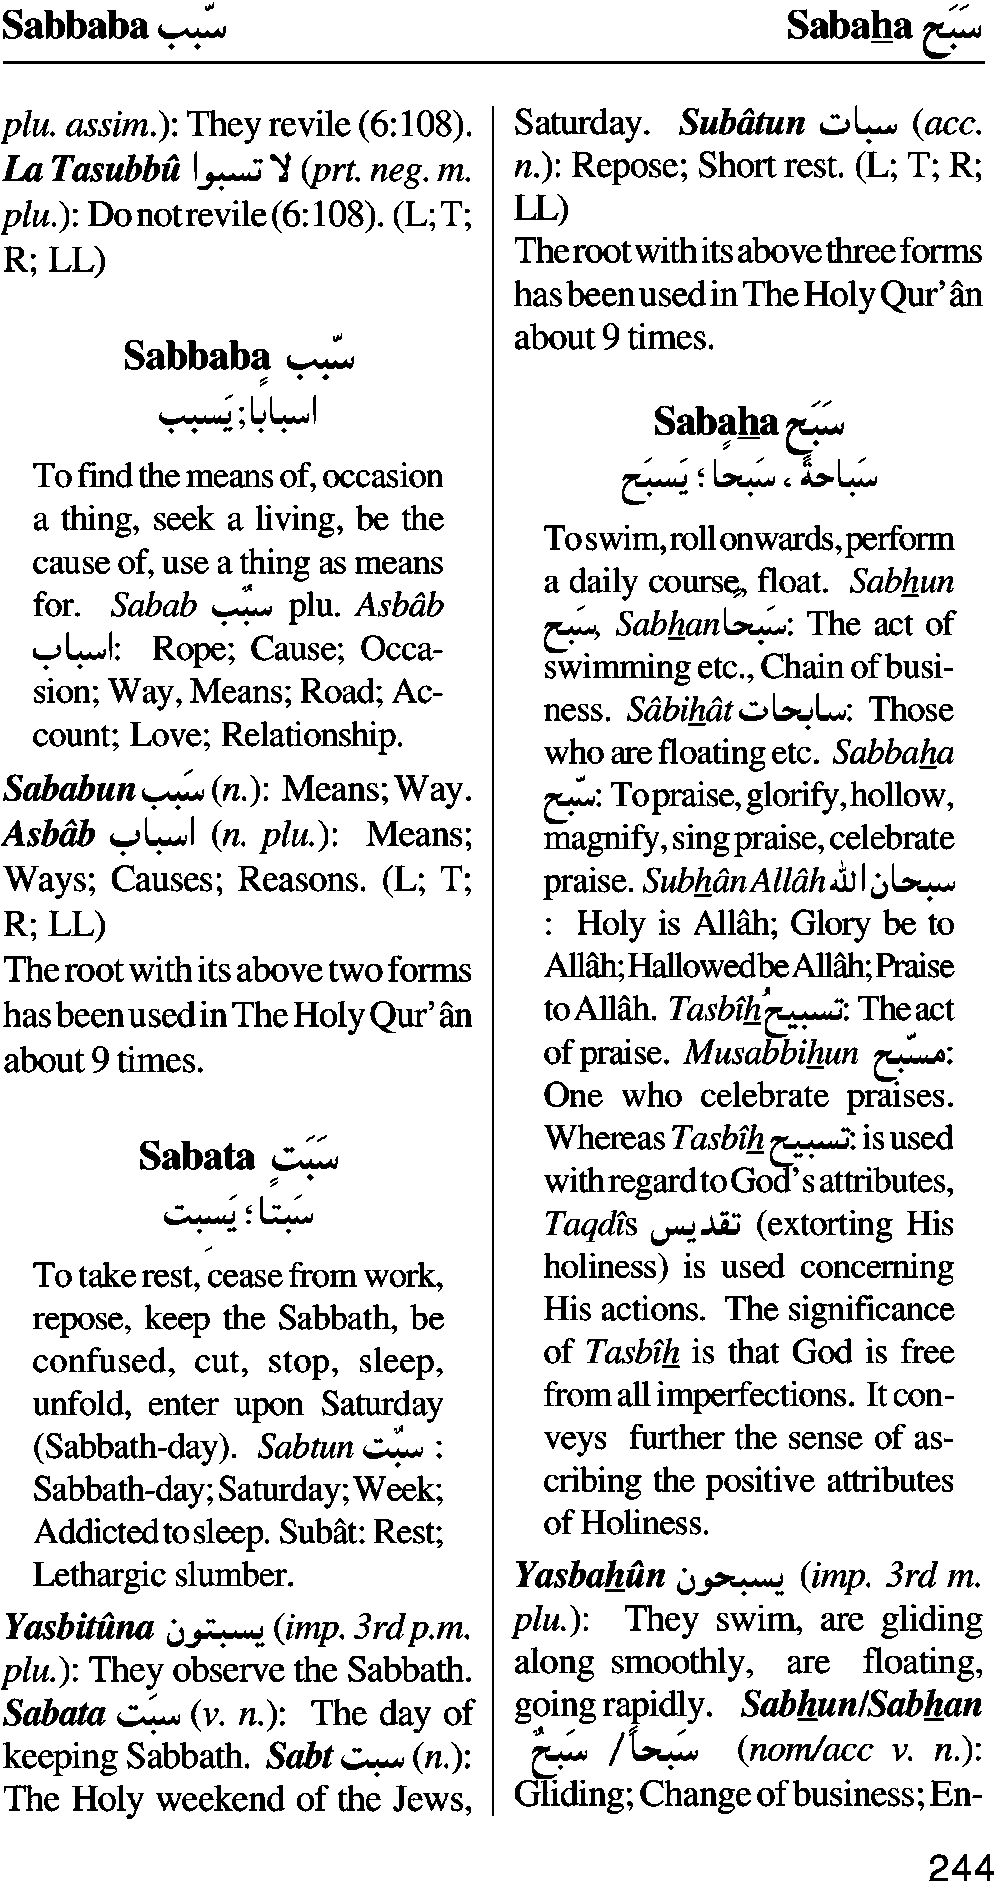 Sabbaba سّبب
Sabaha سَبَح
plu. assim.): They revile (6:108).
La Tasubbû لا تسبوا (prt. neg. m.
plu.): Do not revile (6:108). (L; T;
R; LL)
Sabbaba سّبب
اسبابًا; يَسبب
To find the means of, occasion
a thing, seek a living, be the
cause of, use a thing as means
for. Sabab سبّب plu. Asbâb
اسباب: Rope; Cause; Occa-
sion; Way, Means; Road; Ac-
count; Love; Relationship.
Sababun سَبَب (n.): Means; Way.
Asbâb اسباب (n. plu.): Means;
Ways; Causes; Reasons. (L; T;
R; LL)
The root with its above two forms
has been used in The Holy Qur'ân
about 9 times.
Sabata سَبَت
سَبَتًا ؛ يَسبِت
To take rest, cease from work,
repose, keep the Sabbath, be
confused, cut, stop, sleep,
unfold, enter upon Saturday
(Sabbath-day). Sabtun سبّت :
Sabbath-day; Saturday; Week;
Addicted to sleep. Subât: Rest;
Lethargic slumber.
Yasbitûna يسبتون (imp. 3rd p.m.
plu.): They observe the Sabbath.
Sabata سبَت (v. n.): The day of
keeping Sabbath. Sabt سبت (n.):
The Holy weekend of the Jews,
Saturday. Subâtun سبات (acc.
n.): Repose; Short rest. (L; T; R;
LL)
The root with its above three forms
has been used in The Holy Qur'ân
about 9 times.
Sabaha سَبَح
سَباحةً ، سَبحًا ؛ يَسبَح
To swim, roll onwards, perform
a daily course, float. Sabhun
سَبح, Sabhan سَبحا: The act of
swimming etc., Chain of busi-
ness. Sâbihât سابحات: Those
who are floating etc. Sabbaha
سبّح: To praise, glorify, hollow,
magnify, sing praise, celebrate
praise. Subhân Allâh سبحان الله
: Holy is Allâh; Glory be to
Allâh; Hallowed be Allâh; Praise
to Allâh. Tasbîh تسبيح: The act
of praise. Musabbihun مسّبح:
One who celebrate praises.
Whereas Tasbîh تسبيح: is used
with regard to God's attributes,
Taqdîs تقديس (extorting His
holiness) is used concerning
His actions. The significance
of Tasbîh is that God is free
from all imperfections. It con-
veys further the sense of as-
cribing the positive attributes
of Holiness.
Yasbahûn يسبحون (imp. 3rd m.
plu.): They swim, are gliding
along smoothly, are floating,
going rapidly. Sabhun/Sabhan
سَبحٌ / سَبحاً (nom/acc v. n.):
Gliding; Change of business; En-
244